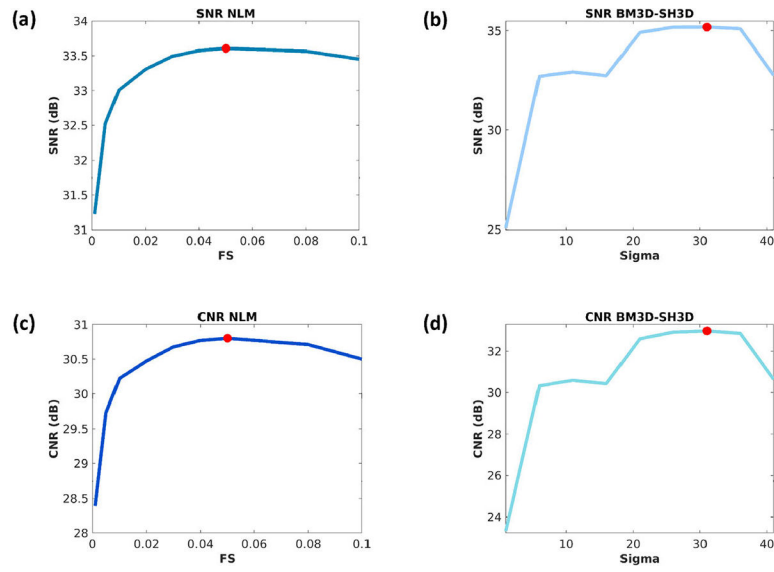 (a)
SNR NLM
34
33.5
33
32.5
32
31.5
31
SNR (dB)
0
0.02
0.04
0.06
0.08
0.1
FS
(b)
SNR BM3D-SH3D
35
30
25
SNR (dB)
10
20
30
40
Sigma
(c)
CNR NLM
31
30.5
30
29.5
29
28.5
28
CNR (dB)
0
0.02
0.04
0.06
0.08
0.1
FS
(d)
CNR BM3D-SH3D
32
30
28
26
24
CNR (dB)
10
20
30
40
Sigma